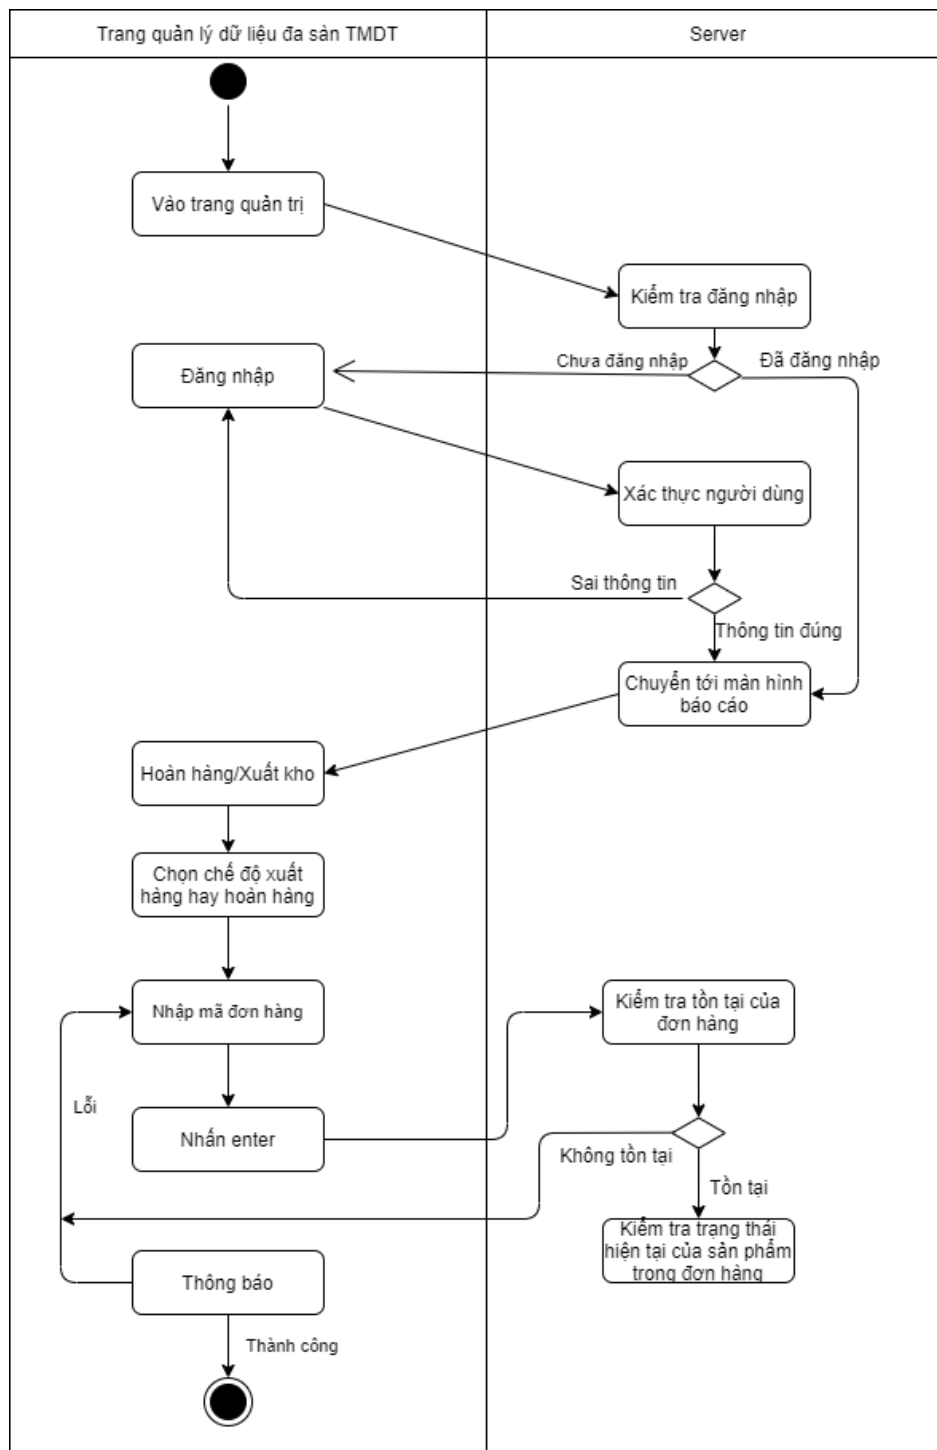 Trang quản lý dữ liệu đa sàn TMDT
Server
Vào trang quản trị
Kiểm tra đăng nhập
Chưa đăng nhập
Đã đăng nhập
Đăng nhập
Xác thực người dùng
Sai thông tin
Thông tin đúng
Chuyển tới màn hình
báo cáo
Hoàn hàng/Xuất kho
Chọn chế độ xuất
hàng hay hoàn hàng
Nhập mã đơn hàng
Kiểm tra tồn tại của
đơn hàng
Lỗi
Nhấn enter
Không tồn tại
Tồn tại
Kiểm tra trạng thái
hiện tại của sản phẩm
trong đơn hàng
Thông báo
Thành công